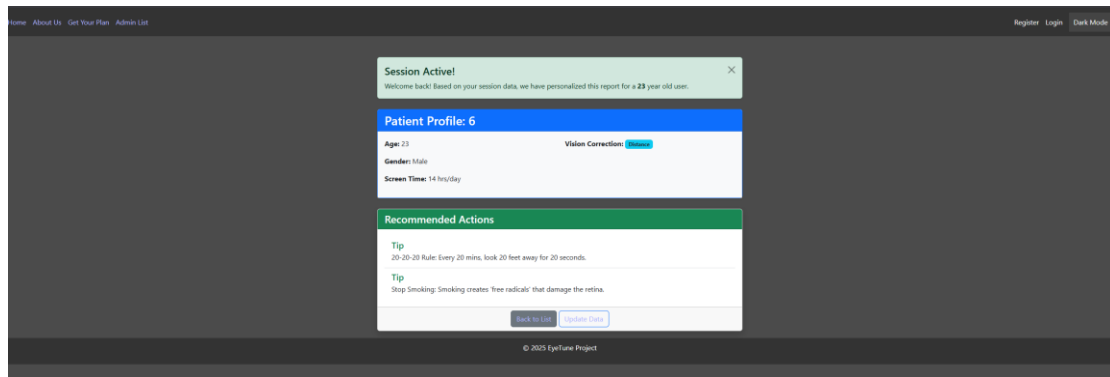 Home About Us Get Your Plan Admin List Register Login Dark Mode
Session Active! ×
Welcome back! Based on your session data, we have personalized this report for a 23 year old user.
Patient Profile: 6
Age: 23 Vision Correction: Distance
Gender: Male
Screen Time: 14 hrs/day
Recommended Actions
Tip
20-20-20 Rule: Every 20 mins, look 20 feet away for 20 seconds.
Tip
Stop Smoking: Smoking creates 'free radicals' that damage the retina.
Back to List Update Data
© 2025 EyeTune Project